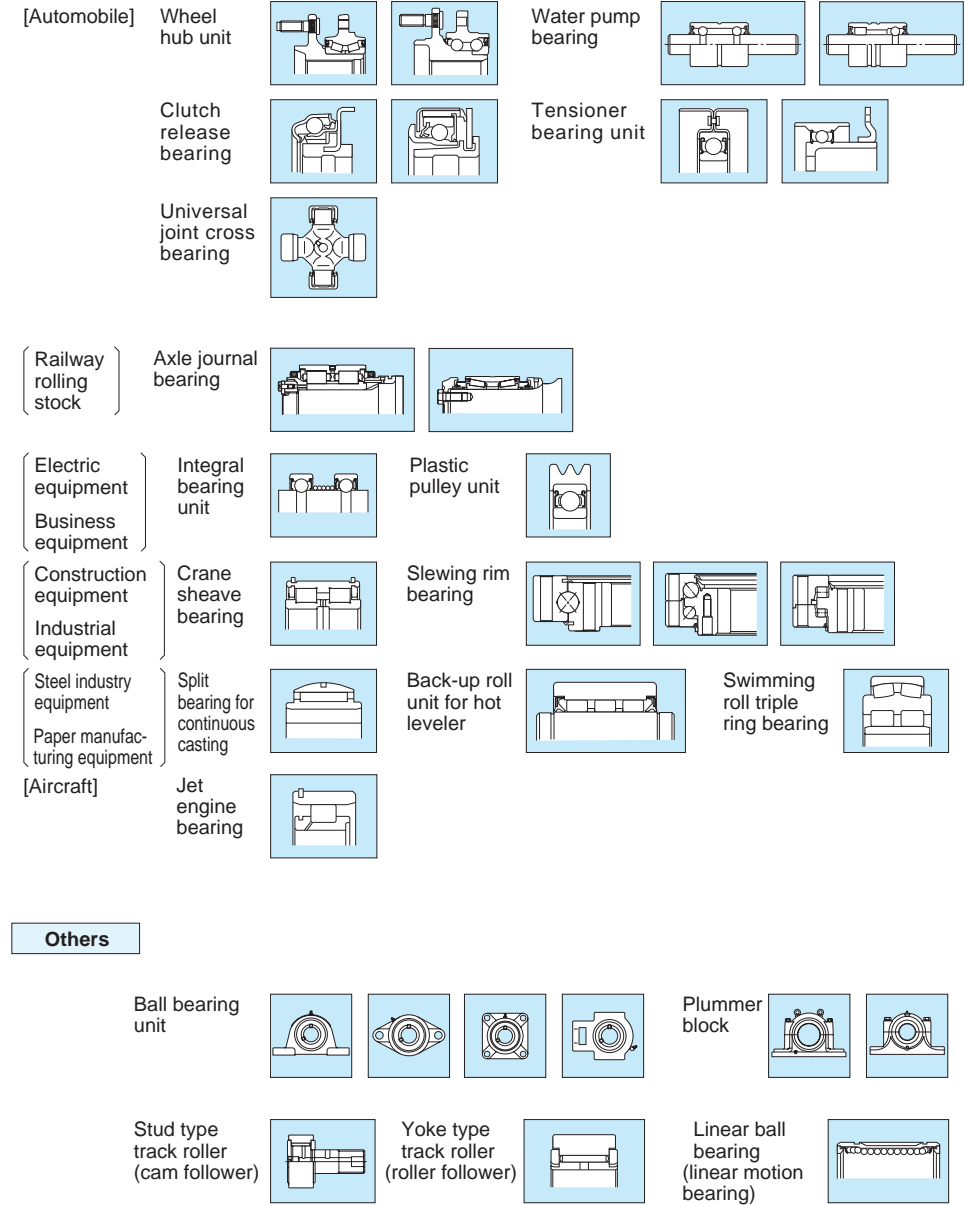 [Automobile]
Wheel
hub unit
Water pump
bearing
Clutch
release
bearing
Tensioner
bearing unit
Universal
joint cross
bearing
Railway
rolling
stock
Axle journal
bearing
Electric
equipment
Business
equipment
Integral
bearing
unit
Plastic
pulley unit
Construction
equipment
Industrial
equipment
Crane
sheave
bearing
Slewing rim
bearing
Steel industry
equipment
Paper manufac-
turing equipment
Split
bearing for
continuous
casting
Back-up roll
unit for hot
leveler
Swimming
roll triple
ring bearing
[Aircraft]
Jet
engine
bearing
Others
Ball bearing
unit
Plummer
block
Stud type
track roller
(cam follower)
Yoke type
track roller
(roller follower)
Linear ball
bearing
(linear motion
bearing)